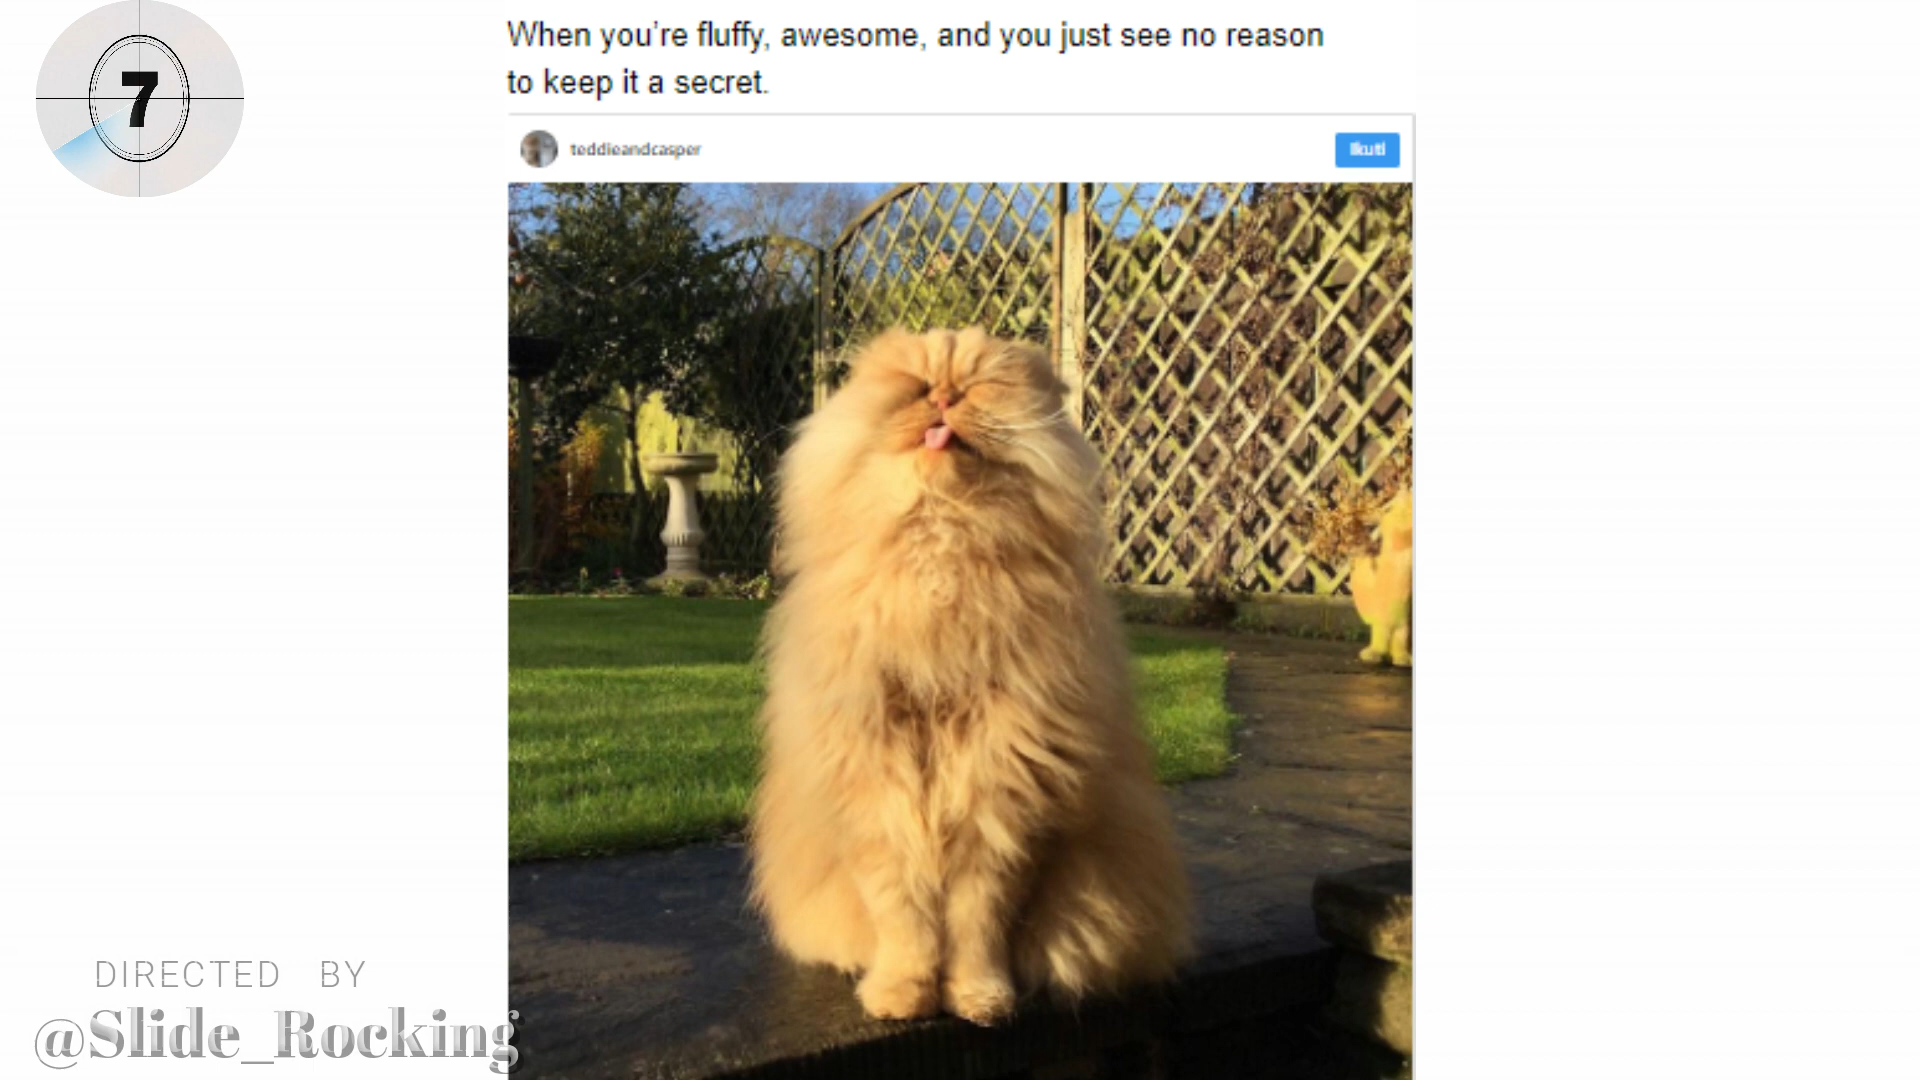 7
When you’re fluffy, awesome, and you just see no reason
to keep it a secret.
teddieandcasper
Ikuti
DIRECTED BY
@Slide_Rocking